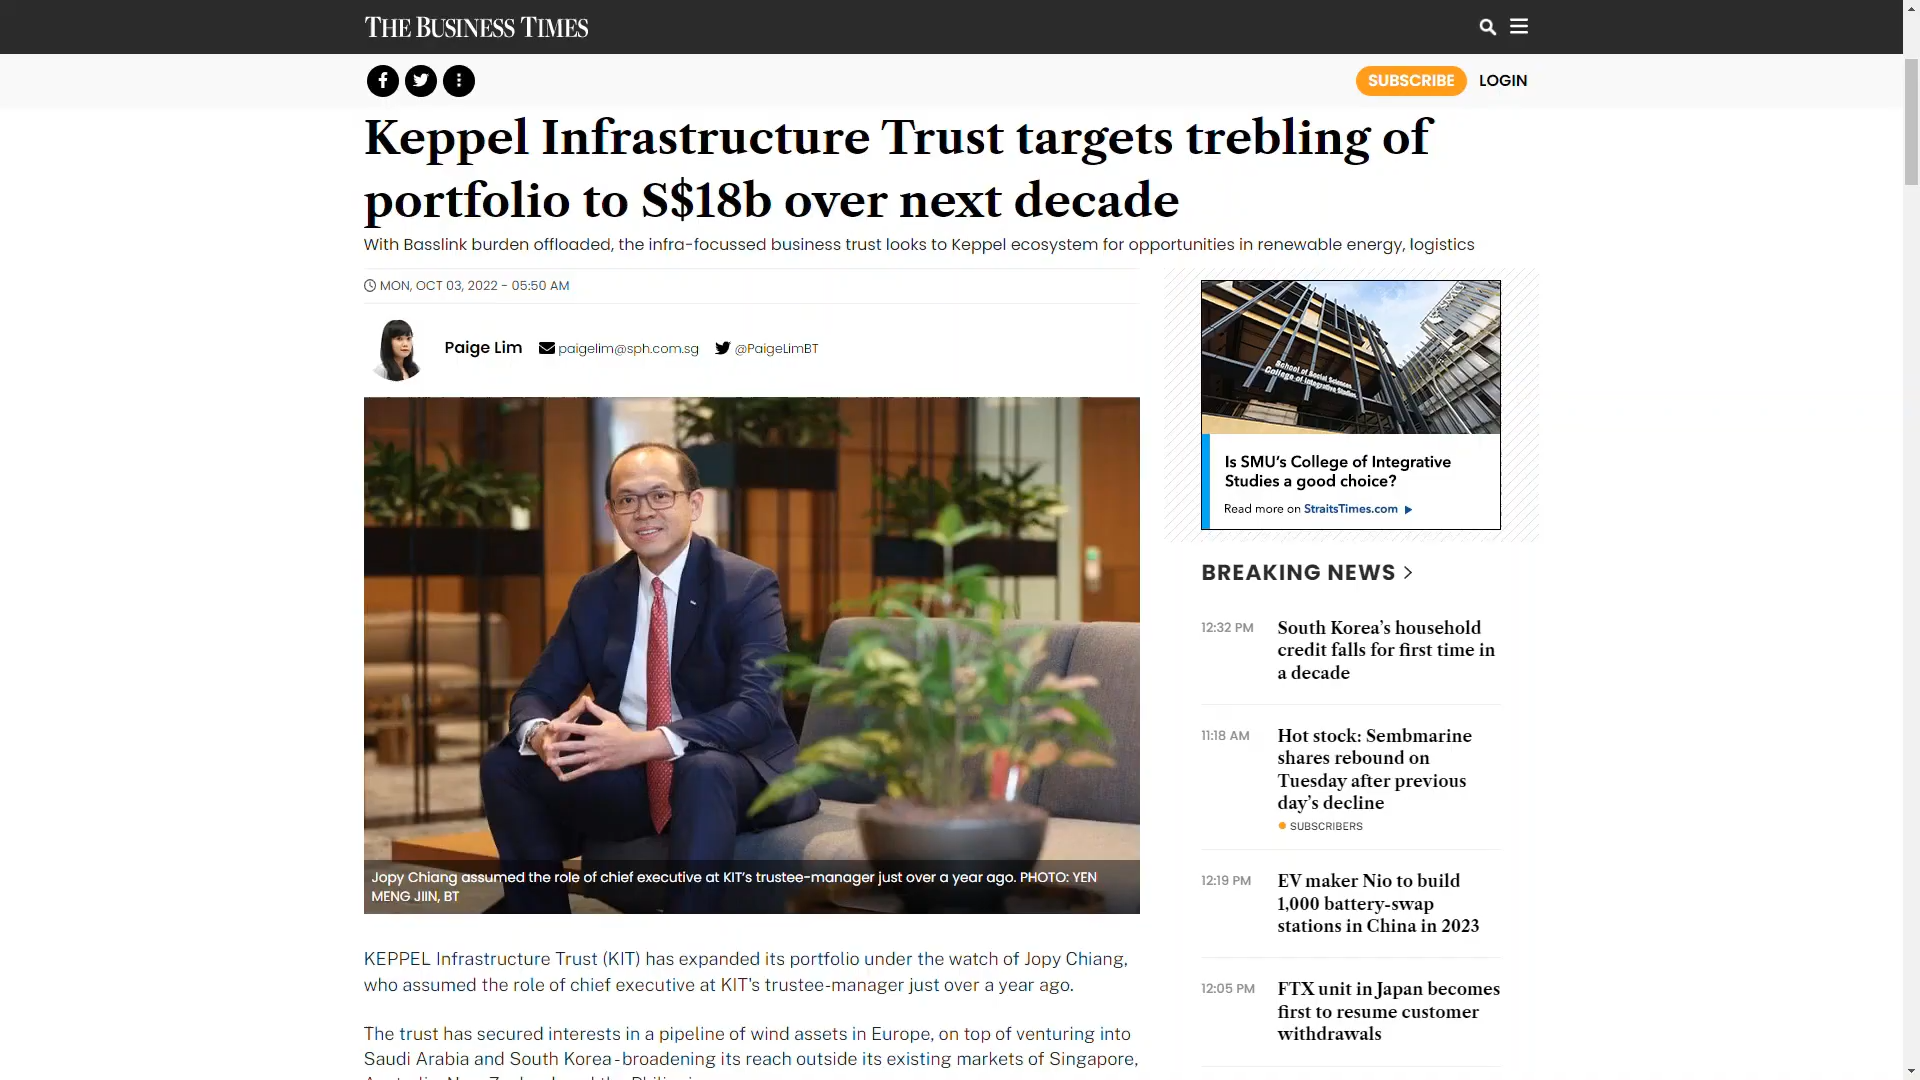 THE BUSINESS TIMES
SUBSCRIBE LOGIN
Keppel Infrastructure Trust targets trebling of
portfolio to S$18b over next decade
With Basslink burden offloaded, the infra-focussed business trust looks to Keppel ecosystem for opportunities in renewable energy, logistics
MON, OCT 03, 2022 - 05:50 AM
Paige Lim paigelim@sph.com.sg @PaigeLimBT
Jopy Chiang assumed the role of chief executive at KIT’s trustee-manager just over a year ago. PHOTO: YEN
MENG JIIN, BT
KEPPEL Infrastructure Trust (KIT) has expanded its portfolio under the watch of Jopy Chiang,
who assumed the role of chief executive at KIT's trustee-manager just over a year ago.
The trust has secured interests in a pipeline of wind assets in Europe, on top of venturing into
Saudi Arabia and South Korea - broadening its reach outside its existing markets of Singapore,
School of Social Sciences
College of Integrative Studies
Is SMU’s College of Integrative
Studies a good choice?
Read more on StraitsTimes.com
BREAKING NEWS
12:32 PM
South Korea’s household
credit falls for first time in
a decade
11:18 AM
Hot stock: Sembmarine
shares rebound on
Tuesday after previous
day’s decline
SUBSCRIBERS
12:19 PM
EV maker Nio to build
1,000 battery-swap
stations in China in 2023
12:05 PM
FTX unit in Japan becomes
first to resume customer
withdrawals